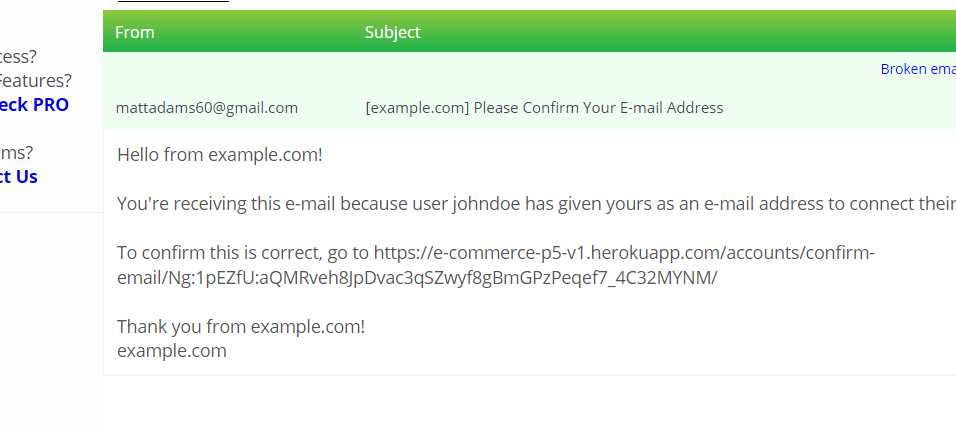 From Subject
cess?
Features?
eck PRO
Broken ema
mattadams60@gmail.com [example.com] Please Confirm Your E-mail Address
ms?
ct Us
Hello from example.com!
You're receiving this e-mail because user johndoe has given yours as an e-mail address to connect their
To confirm this is correct, go to https://e-commerce-p5-v1.herokuapp.com/accounts/confirm-
email/Ng:1pEZfU:aQMRveh8JpDvac3qSZwyf8gBmGPzPeqef7_4C32MYNM/
Thank you from example.com!
example.com